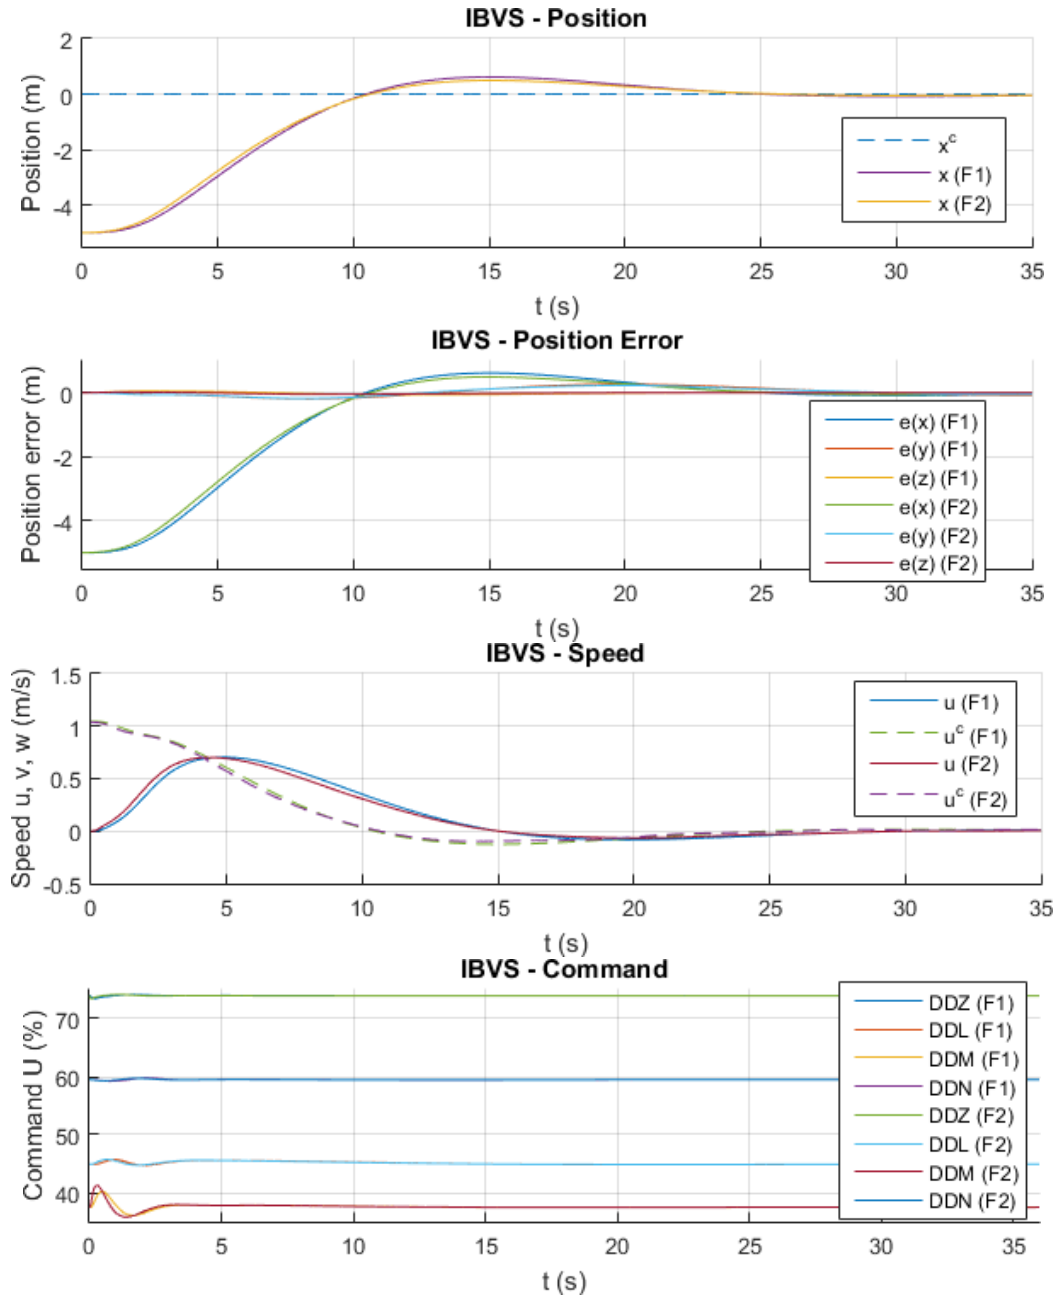 IBVS - Position
Position (m)
2
0
-2
-4
x^c
x (F1)
x (F2)
0 5 10 15 20 25 30 35
t (s)
IBVS - Position Error
Position error (m)
0
-2
-4
e(x) (F1)
e(y) (F1)
e(z) (F1)
e(x) (F2)
e(y) (F2)
e(z) (F2)
0 5 10 15 20 25 30 35
t (s)
IBVS - Speed
Speed u, v, w (m/s)
1.5
1
0.5
0
-0.5
u (F1)
u^c (F1)
u (F2)
u^c (F2)
0 5 10 15 20 25 30 35
t (s)
IBVS - Command
Command U (%)
70
60
50
40
DDZ (F1)
DDL (F1)
DDM (F1)
DDN (F1)
DDZ (F2)
DDL (F2)
DDM (F2)
DDN (F2)
0 5 10 15 20 25 30 35
t (s)